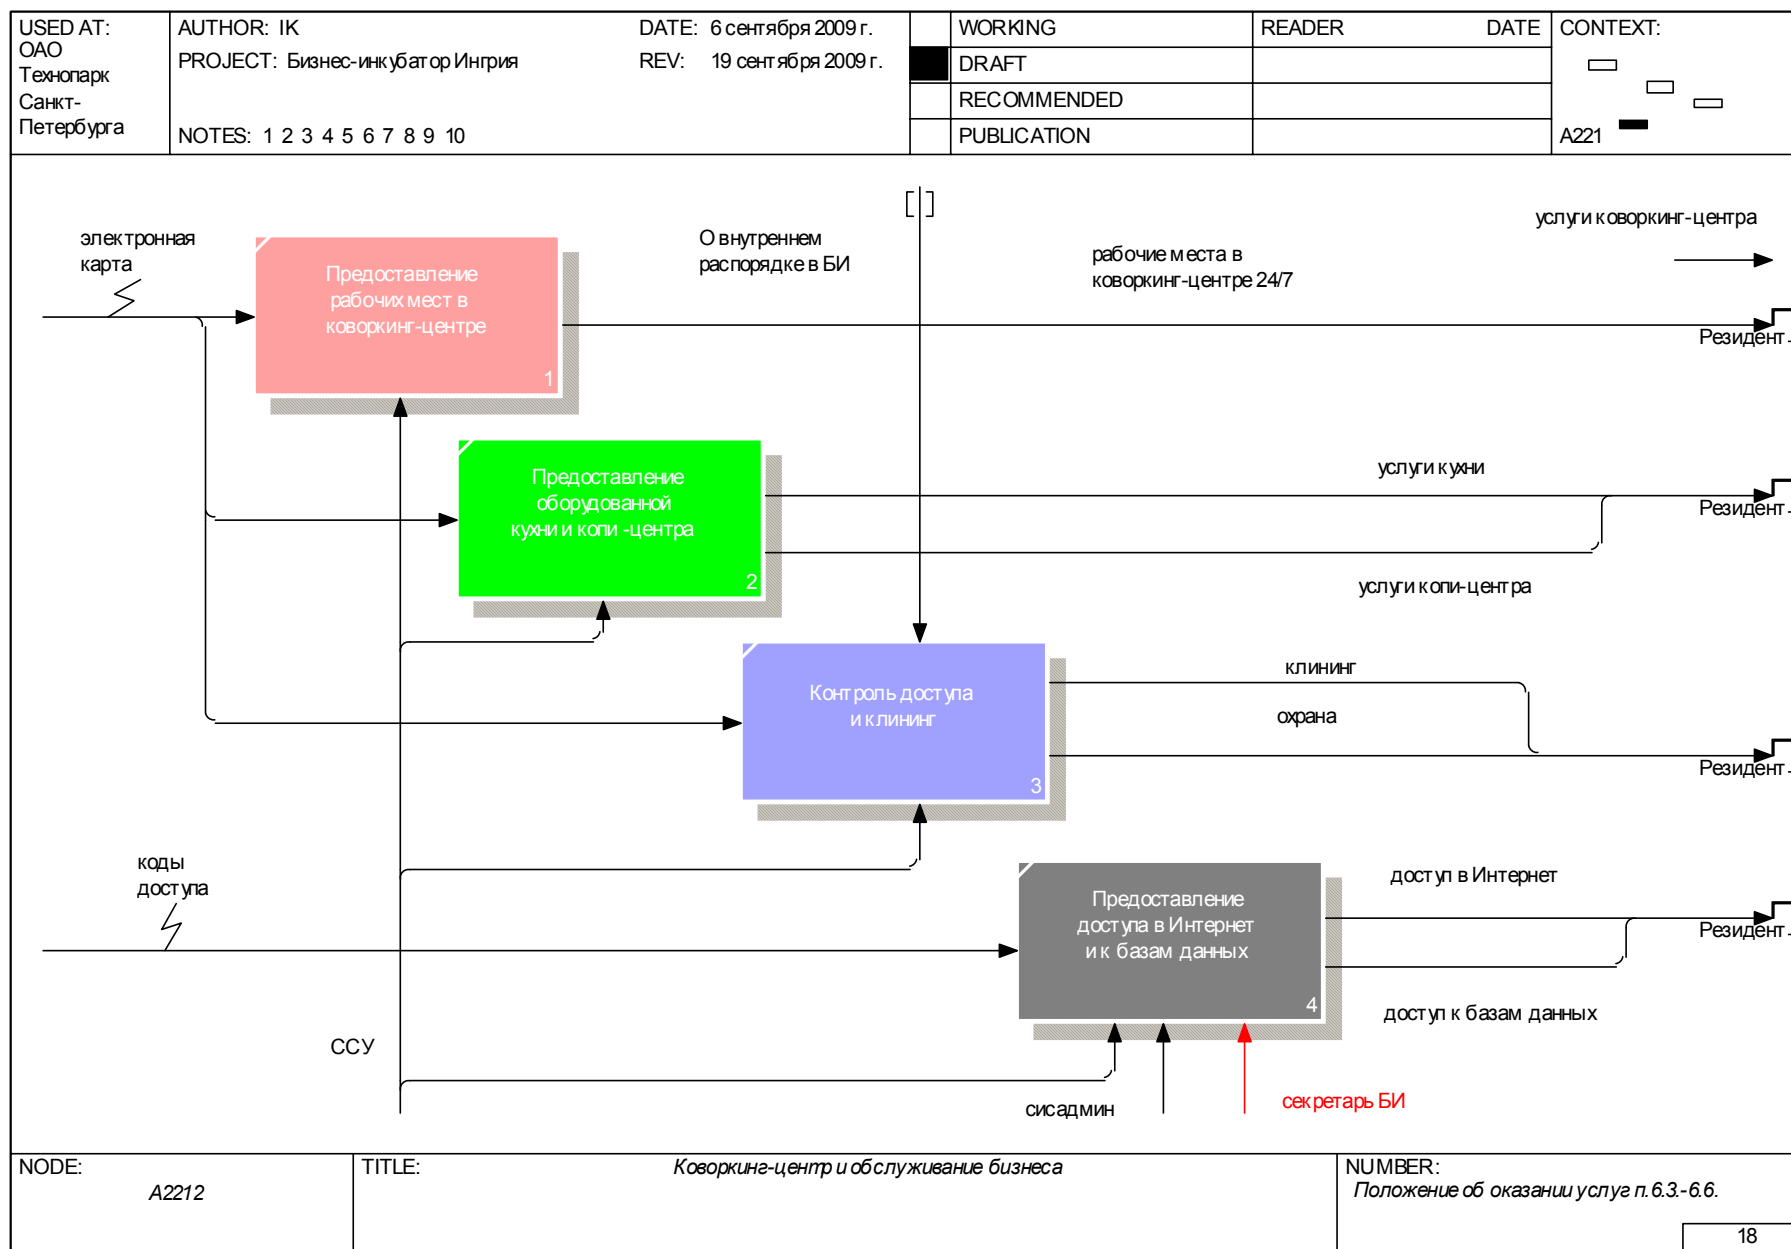 USED AT:
ОАО
Технопарк
Санкт-
Петербурга
AUTHOR: IK
DATE: 6 сентября 2009 г.
PROJECT: Бизнес-инкубатор Ингрия
REV: 19 сентября 2009 г.
NOTES: 1 2 3 4 5 6 7 8 9 10
WORKING
DRAFT
RECOMMENDED
PUBLICATION
READER DATE
CONTEXT:
A221
электронная
карта
Предоставление
рабочих мест в
коворкинг-центре
1
О внутреннем
распорядке в БИ
рабочие места в
коворкинг-центре 24/7
услуги коворкинг-центра
Резидент
Предоставление
оборудованной
кухни и копи -центра
2
услуги кухни
Резидент
услуги копи-центра
Контроль доступа
и клининг
3
клининг
охрана
Резидент
коды
доступа
Предоставление
доступа в Интернет
и к базам данных
4
доступ в Интернет
Резидент
доступ к базам данных
ССУ
сисадмин
секретарь БИ
NODE:
A2212
TITLE:
Коворкинг-центр и обслуживание бизнеса
NUMBER:
Положение об оказании услуг п.6.3.-6.6.
18